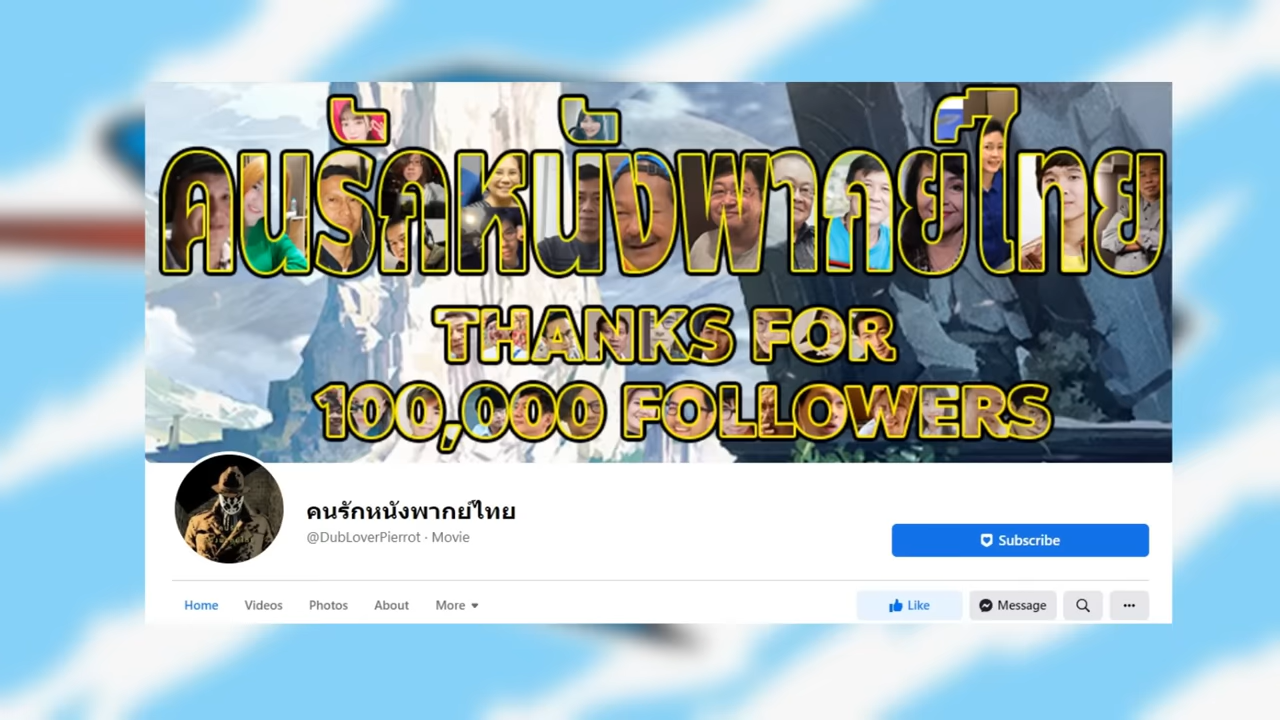 คนรักหนังพากย์ไทย
THANKS FOR
100,000 FOLLOWERS
คนรักหนังพากย์ไทย
@DubLoverPierrot · Movie
Subscribe
Home Videos Photos About More
Like Message